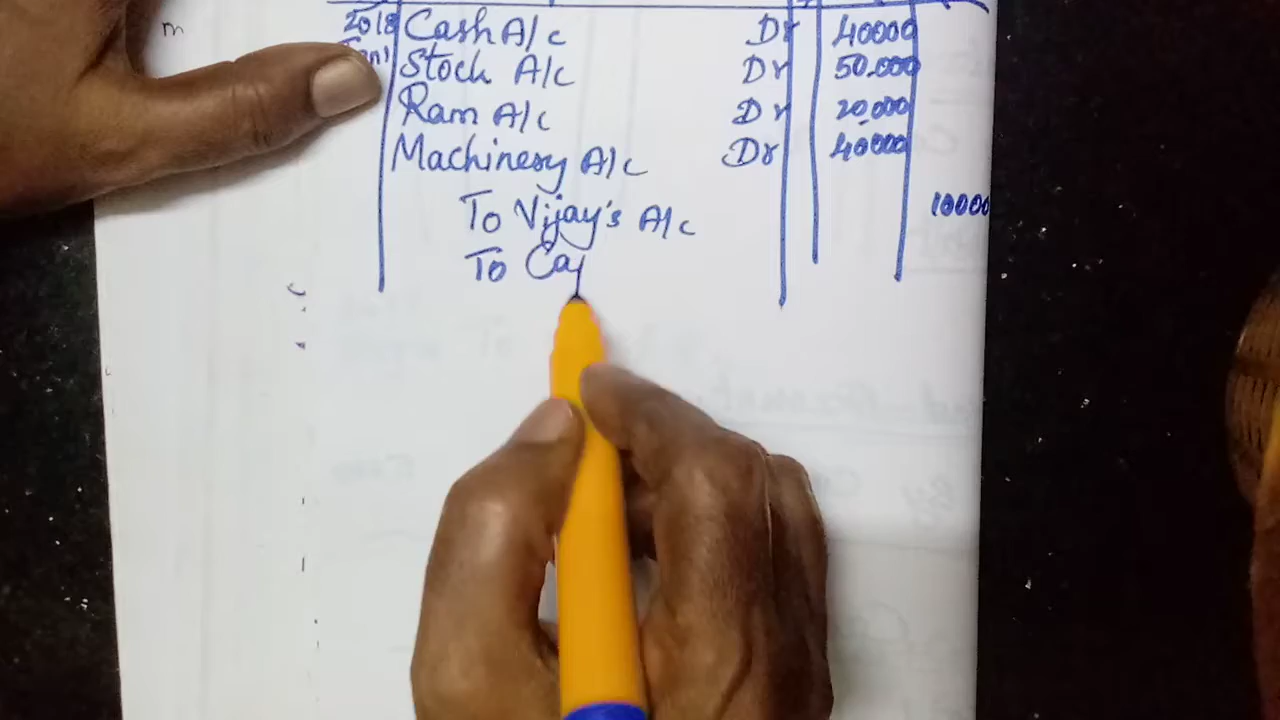 2018 Cash A/c Dr 40000
Stock A/c Dr 50.000
Ram A/c Dr 20.000
Machinery A/c Dr 40000
To Vijay's A/c 10000
To Cap